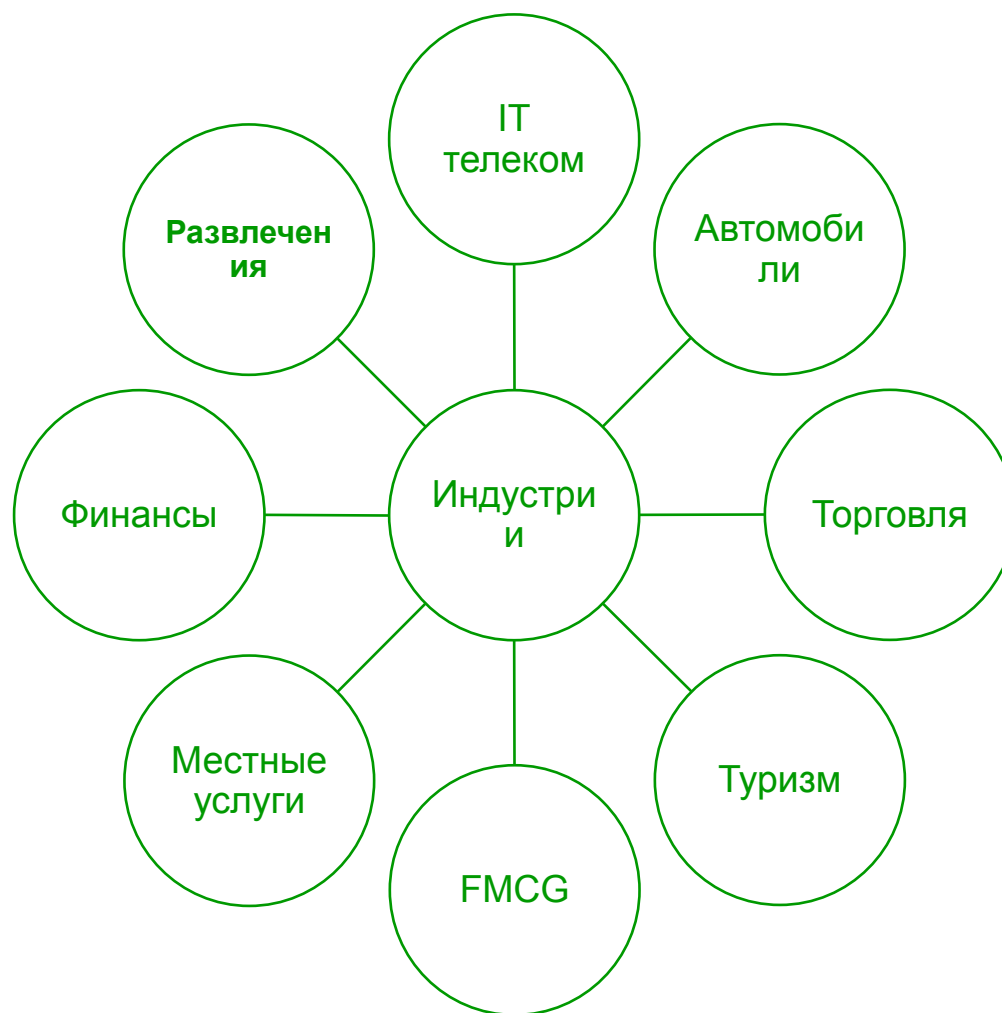 IT
телеком
Развлечен
ия
Автомоби
ли
Финансы
Индустри
и
Торговля
Местные
услуги
Туризм
FMCG